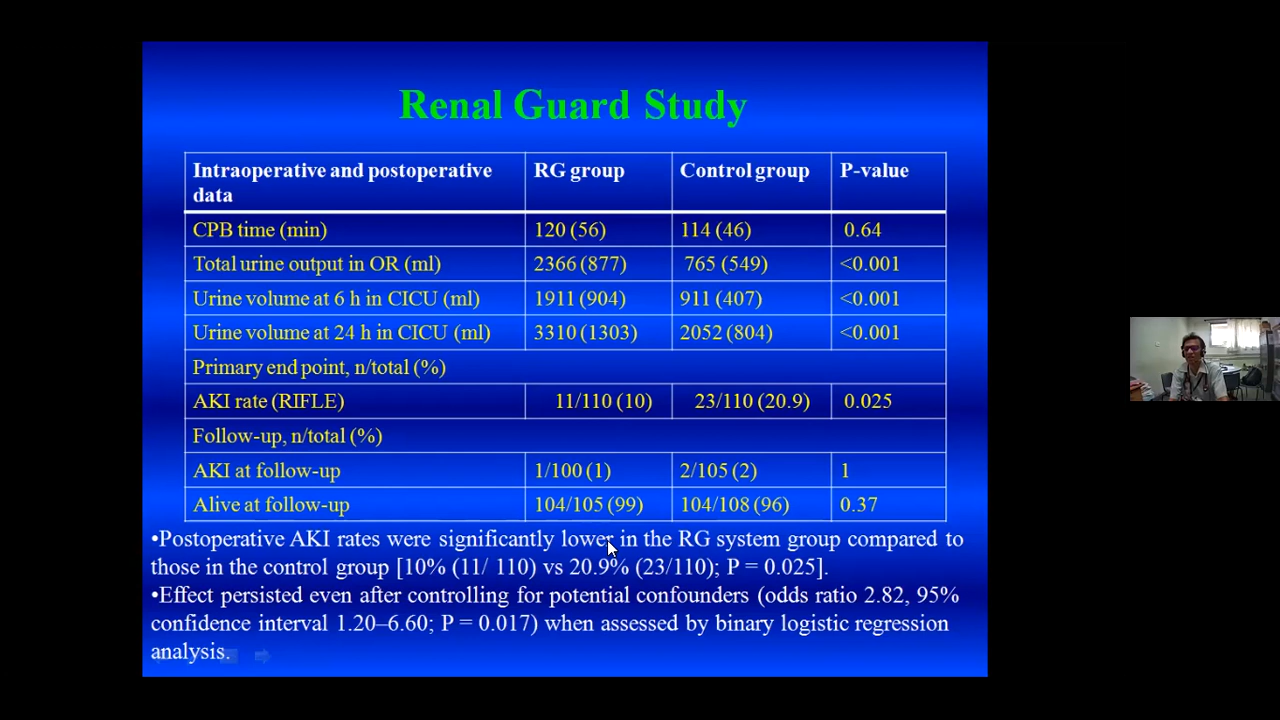 Renal Guard Study
Intraoperative and postoperative data RG group Control group P-value
CPB time (min) 120 (56) 114 (46) 0.64
Total urine output in OR (ml) 2366 (877) 765 (549) <0.001
Urine volume at 6 h in CICU (ml) 1911 (904) 911 (407) <0.001
Urine volume at 24 h in CICU (ml) 3310 (1303) 2052 (804) <0.001
Primary end point, n/total (%)
AKI rate (RIFLE) 11/110 (10) 23/110 (20.9) 0.025
Follow-up, n/total (%)
AKI at follow-up 1/100 (1) 2/105 (2) 1
Alive at follow-up 104/105 (99) 104/108 (96) 0.37
•Postoperative AKI rates were significantly lower in the RG system group compared to
those in the control group [10% (11/ 110) vs 20.9% (23/110); P = 0.025].
•Effect persisted even after controlling for potential confounders (odds ratio 2.82, 95%
confidence interval 1.20–6.60; P = 0.017) when assessed by binary logistic regression
analysis.